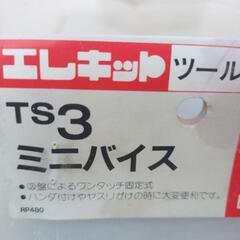 エレキット ツール
TS3
ミニバイス
●吸盤によるワンタッチ固定式
●ハンダ付けやヤスリがけの時に大変便利です。
RP480